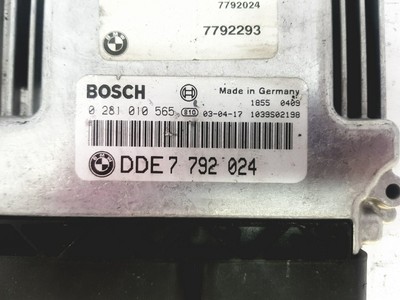 7792024
7792293
BOSCH Made in Germany
1855 0409
0 281 010 565 e10 03-04-17 1039S02198
DDE 7 792 024